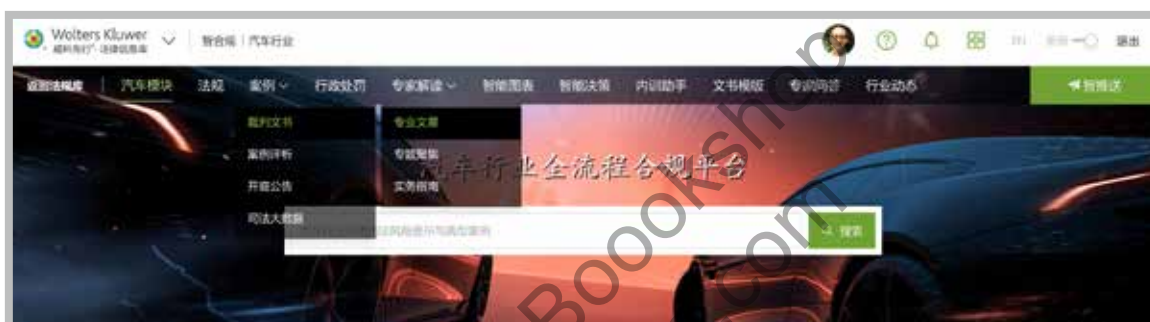 Wolters Kluwer
威科先行·法律信息库
智合规 | 汽车行业
退出
返回法规库 | 汽车模块 法规 案例 行政处罚 专家解读 智能图表 智能决策 内训助手 文书模版 专家问答 行业动态
智推送
裁判文书 专业文章
案例评析 专题聚焦
汽车行业全流程合规平台
开庭公告 实务指南
司法大数据
搜索
Bookshop
com